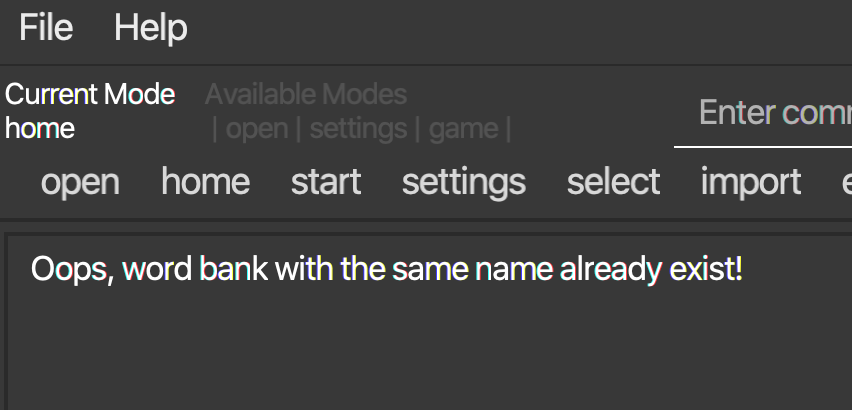 File Help
Current Mode Available Modes
home | open | settings | game |
Enter com
open home start settings select import
Oops, word bank with the same name already exist!